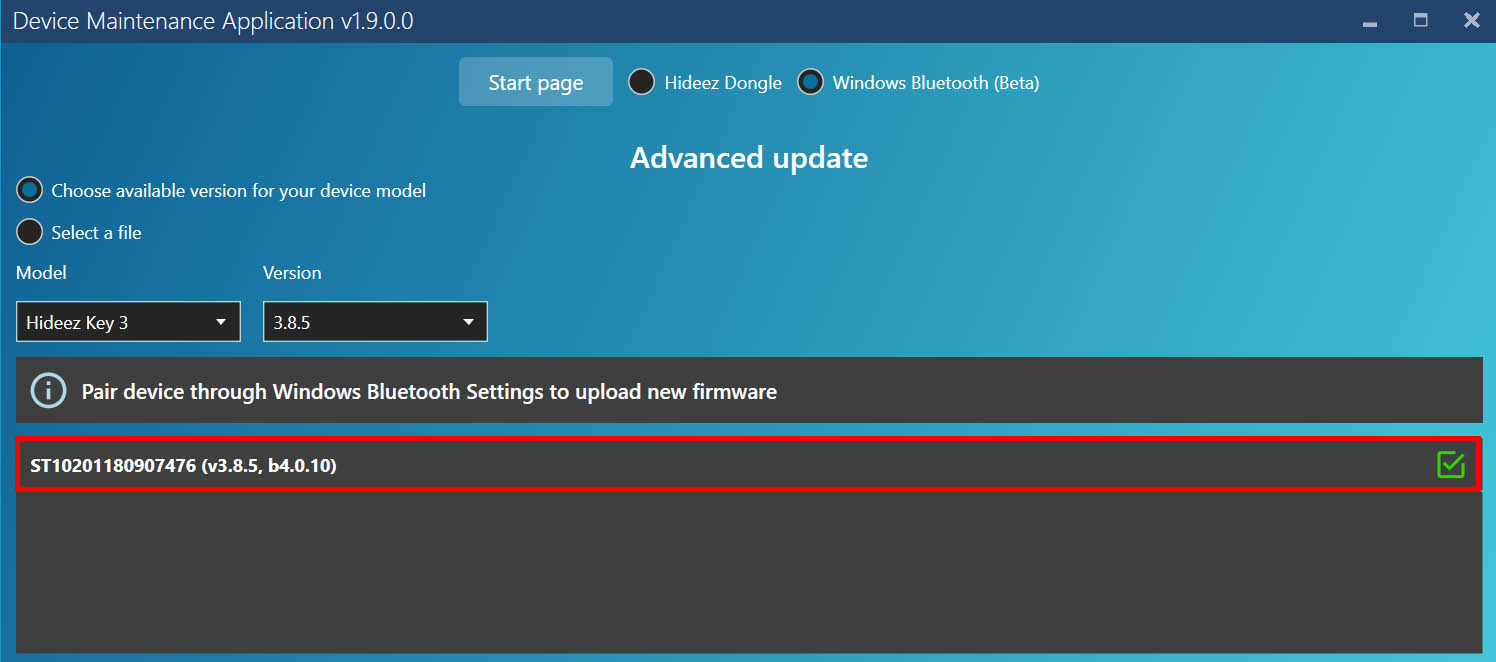 Device Maintenance Application v1.9.0.0
Start page
Hideez Dongle
Windows Bluetooth (Beta)
Advanced update
Choose available version for your device model
Select a file
Model
Version
Hideez Key 3
3.8.5
Pair device through Windows Bluetooth Settings to upload new firmware
ST10201180907476 (v3.8.5, b4.0.10)